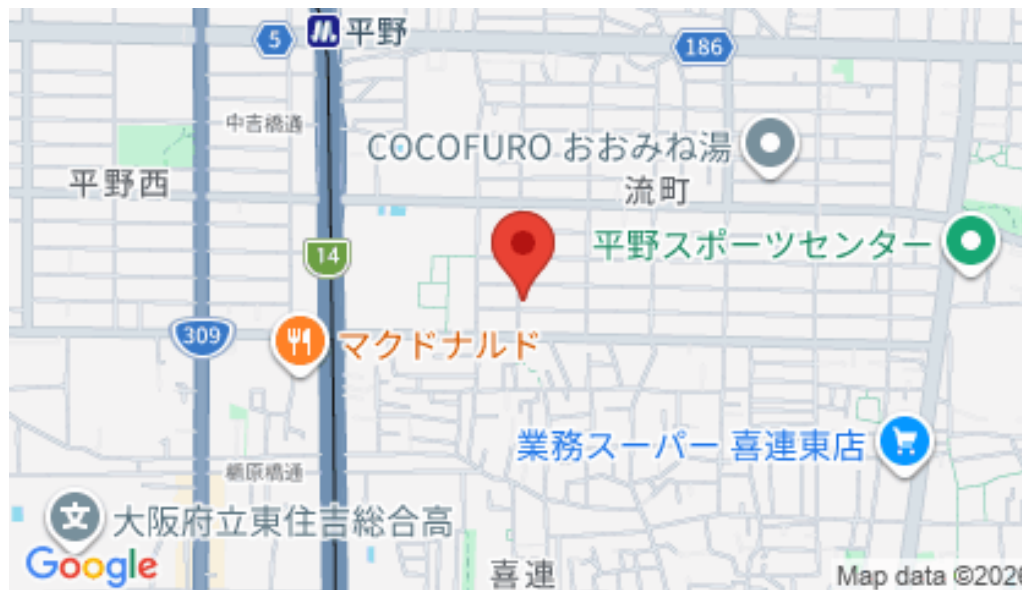 5
平野
186
中吉橋通
COCOFURO おおみね湯
平野西
流町
平野スポーツセンター
14
309
マクドナルド
業務スーパー 喜連東店
楢原橋通
文
大阪府立東住吉総合高
Google
喜連
Map data ©2026